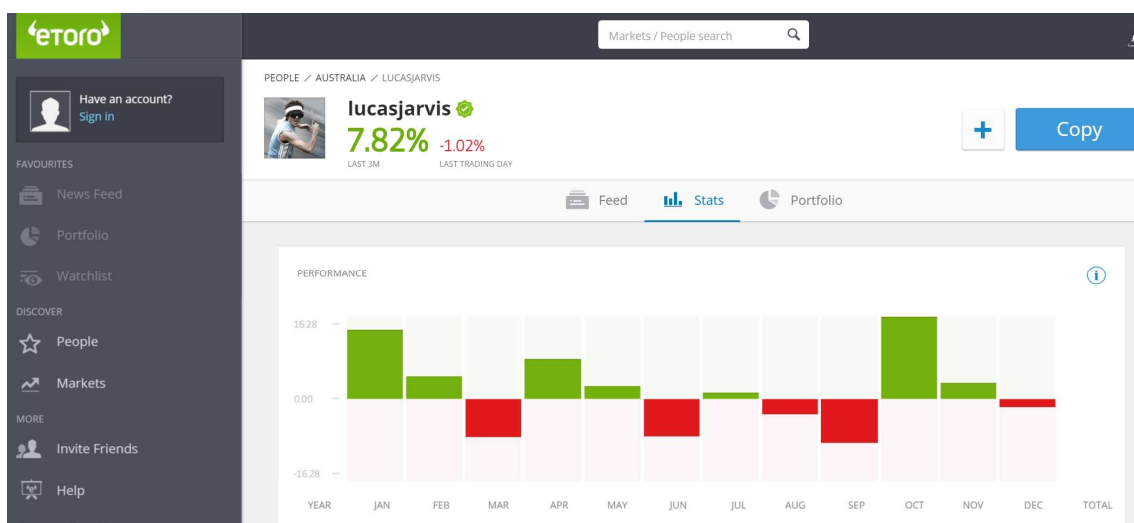 eTORO
Markets / People search
Have an account?
Sign in
FAVOURITES
News Feed
Portfolio
Watchlist
DISCOVER
People
Markets
MORE
Invite Friends
Help
PEOPLE / AUSTRALIA / LUCASJARVIS
lucasjarvis
7.82% -1.02%
LAST 3M LAST TRADING DAY
+ Copy
Feed Stats Portfolio
PERFORMANCE
16.28
0.00
-16.28
YEAR JAN FEB MAR APR MAY JUN JUL AUG SEP OCT NOV DEC TOTAL